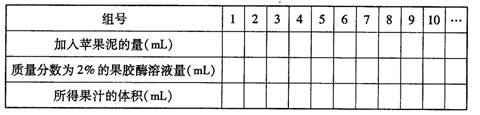 组号 1 2 3 4 5 6 7 8 9 10 …
加入苹果泥的量(mL)
质量分数为2%的果胶酶溶液量(mL)
所得果汁的体积(mL)